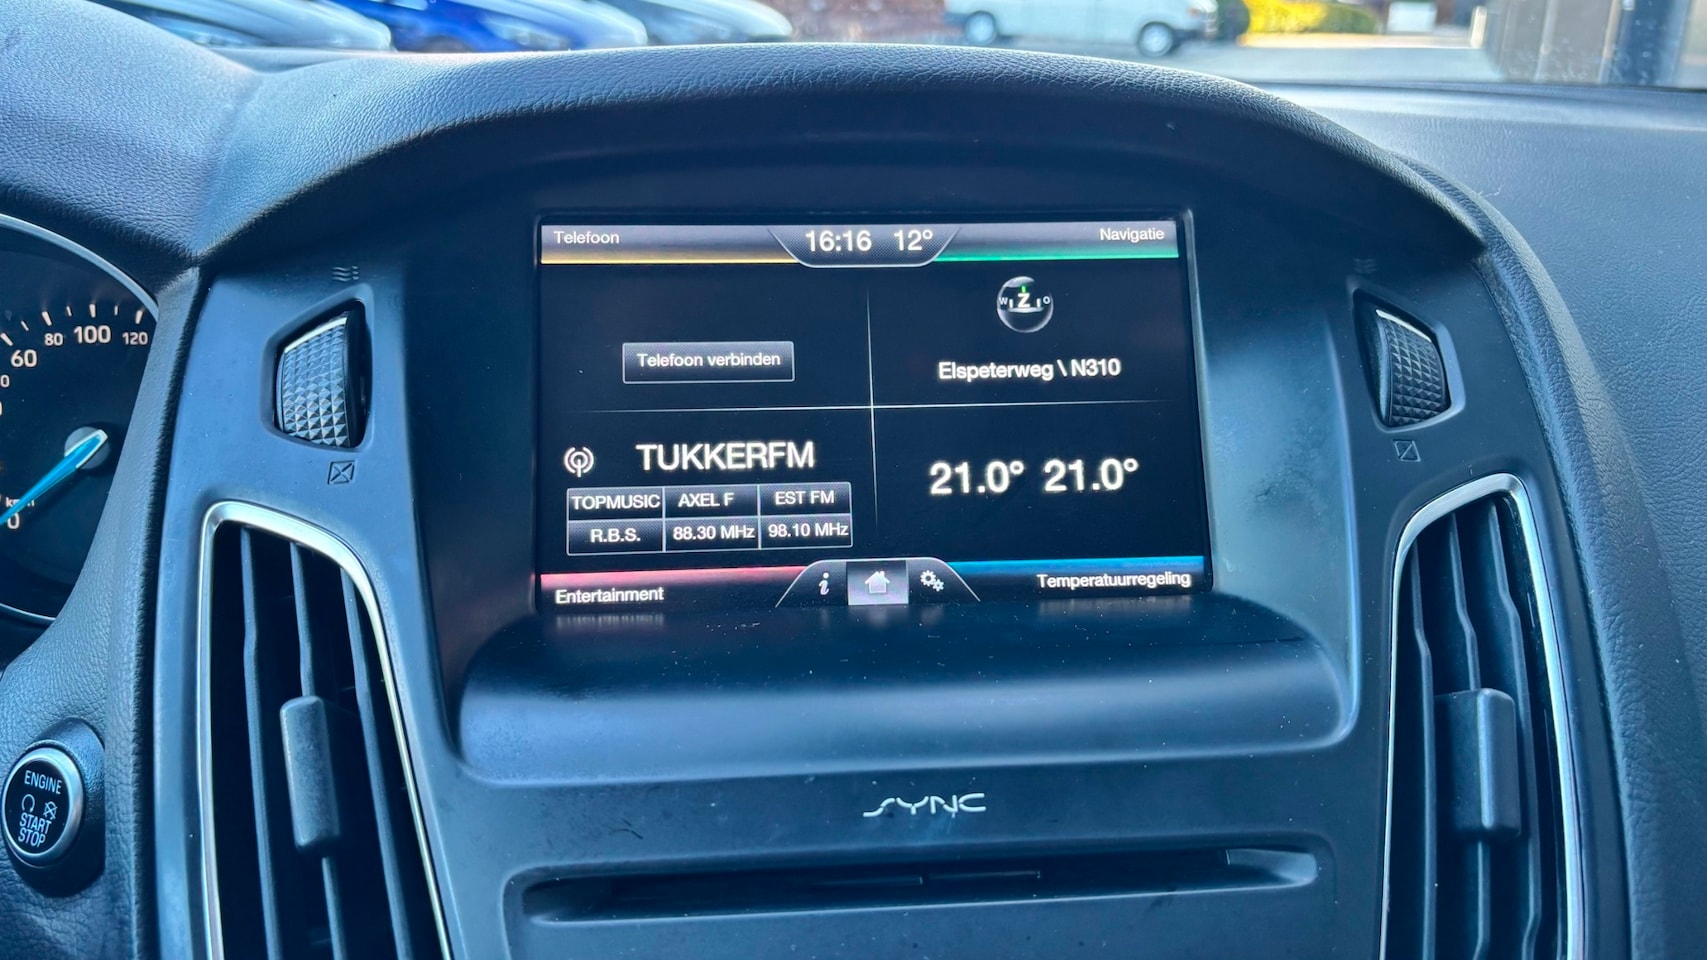 Telefoon
16:16 12°
Navigatie
W Z O
Telefoon verbinden
Elspeterweg \ N310
TUKKERFM
TOPMUSIC AXEL F EST FM
R.B.S. 88.30 MHz 98.10 MHz
21.0° 21.0°
Entertainment
i
Temperatuurregeling
SYNC
60 80 100 120
0
ENGINE
START
STOP